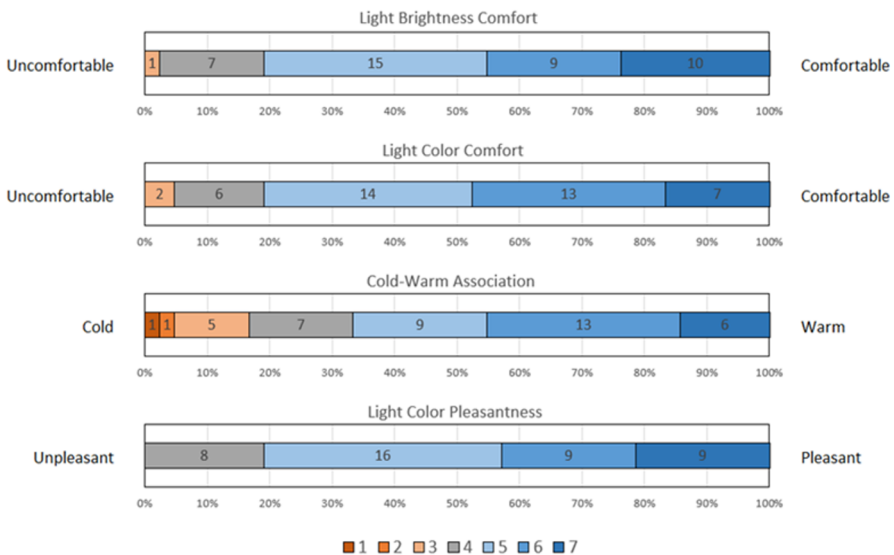 Light Brightness Comfort
Uncomfortable 1 7 15 9 10 Comfortable
0% 10% 20% 30% 40% 50% 60% 70% 80% 90% 100%
Light Color Comfort
Uncomfortable 2 6 14 13 7 Comfortable
0% 10% 20% 30% 40% 50% 60% 70% 80% 90% 100%
Cold-Warm Association
Cold 1 1 5 7 9 13 6 Warm
0% 10% 20% 30% 40% 50% 60% 70% 80% 90% 100%
Light Color Pleasantness
Unpleasant 8 16 9 9 Pleasant
0% 10% 20% 30% 40% 50% 60% 70% 80% 90% 100%
1 2 3 4 5 6 7